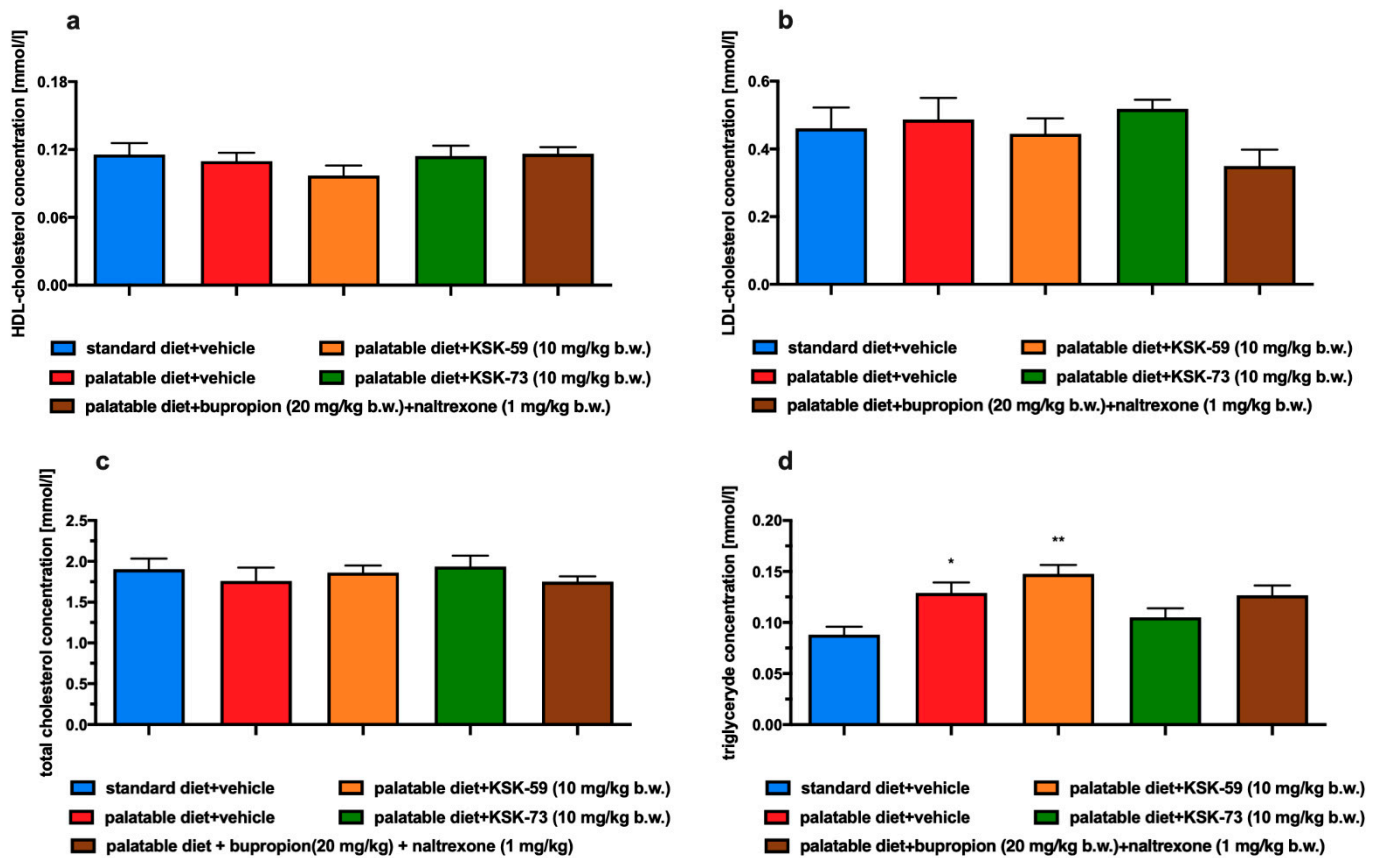 a
HDL-cholesterol concentration [mmol/l]
0.18
0.12
0.06
0.00
standard diet+vehicle
palatable diet+KSK-59 (10 mg/kg b.w.)
palatable diet+vehicle
palatable diet+KSK-73 (10 mg/kg b.w.)
palatable diet+bupropion (20 mg/kg b.w.)+naltrexone (1 mg/kg b.w.)
b
LDL-cholesterol concentration [mmol/l]
0.6
0.4
0.2
0.0
standard diet+vehicle
palatable diet+KSK-59 (10 mg/kg b.w.)
palatable diet+vehicle
palatable diet+KSK-73 (10 mg/kg b.w.)
palatable diet+bupropion (20 mg/kg b.w.)+naltrexone (1 mg/kg b.w.)
c
total cholesterol concentration [mmol/l]
2.5
2.0
1.5
1.0
0.5
0.0
standard diet+vehicle
palatable diet+KSK-59 (10 mg/kg b.w.)
palatable diet+vehicle
palatable diet+KSK-73 (10 mg/kg b.w.)
palatable diet + bupropion(20 mg/kg) + naltrexone (1 mg/kg)
d
triglyceryde concentration [mmol/l]
0.20
0.15
0.10
0.05
0.00
*
**
standard diet+vehicle
palatable diet+KSK-59 (10 mg/kg b.w.)
palatable diet+vehicle
palatable diet+KSK-73 (10 mg/kg b.w.)
palatable diet+bupropion (20 mg/kg b.w.)+naltrexone (1 mg/kg b.w.)